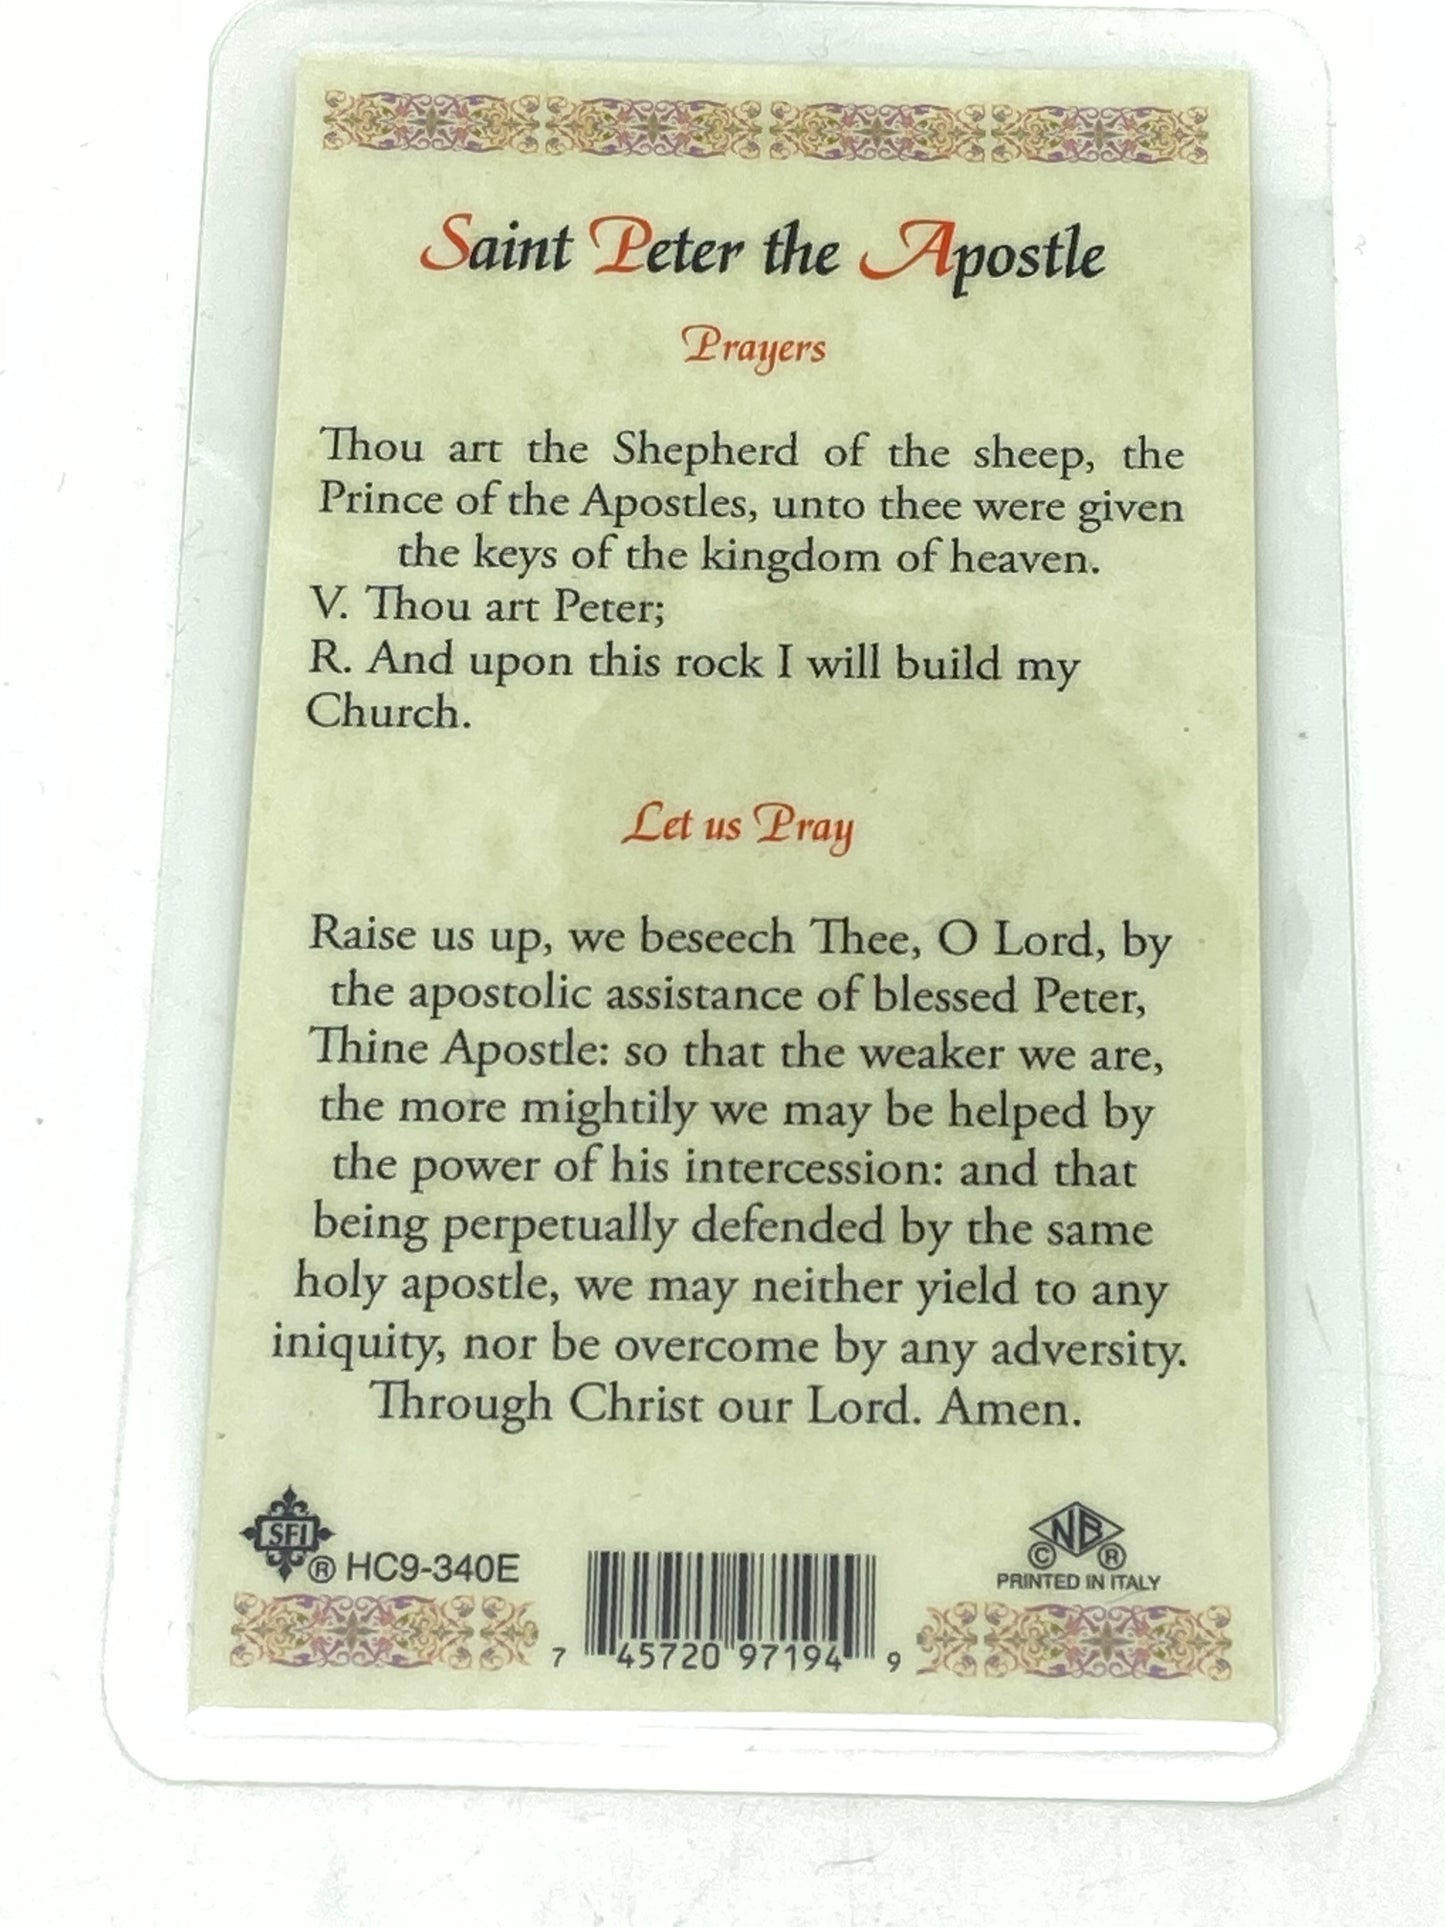 Saint Peter the Apostle
Prayers
Thou art the Shepherd of the sheep, the
Prince of the Apostles, unto thee were given
the keys of the kingdom of heaven.
V. Thou art Peter;
R. And upon this rock I will build my
Church.
Let us Pray
Raise us up, we beseech Thee, O Lord, by
the apostolic assistance of blessed Peter,
Thine Apostle: so that the weaker we are,
the more mightily we may be helped by
the power of his intercession: and that
being perpetually defended by the same
holy apostle, we may neither yield to any
iniquity, nor be overcome by any adversity.
Through Christ our Lord. Amen.
SFI
® HC9-340E
7 45720 97194 9
NB
© ®
PRINTED IN ITALY